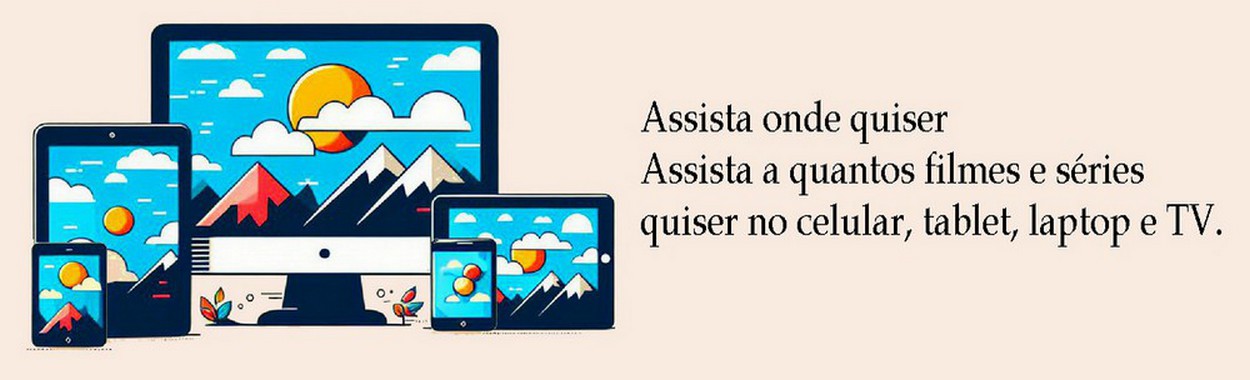 Assista onde quiser
Assista a quantos filmes e séries
quiser no celular, tablet, laptop e TV.